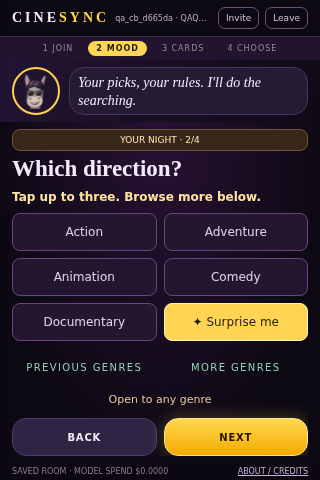 CINESYNC qa_cb_d665da · QAQ... Invite Leave
1 JOIN 2 MOOD 3 CARDS 4 CHOOSE
Your picks, your rules. I'll do the
searching.
YOUR NIGHT · 2/4
Which direction?
Tap up to three. Browse more below.
Action Adventure
Animation Comedy
Documentary ✦ Surprise me
PREVIOUS GENRES MORE GENRES
Open to any genre
BACK NEXT
SAVED ROOM · MODEL SPEND $0.0000 ABOUT / CREDITS